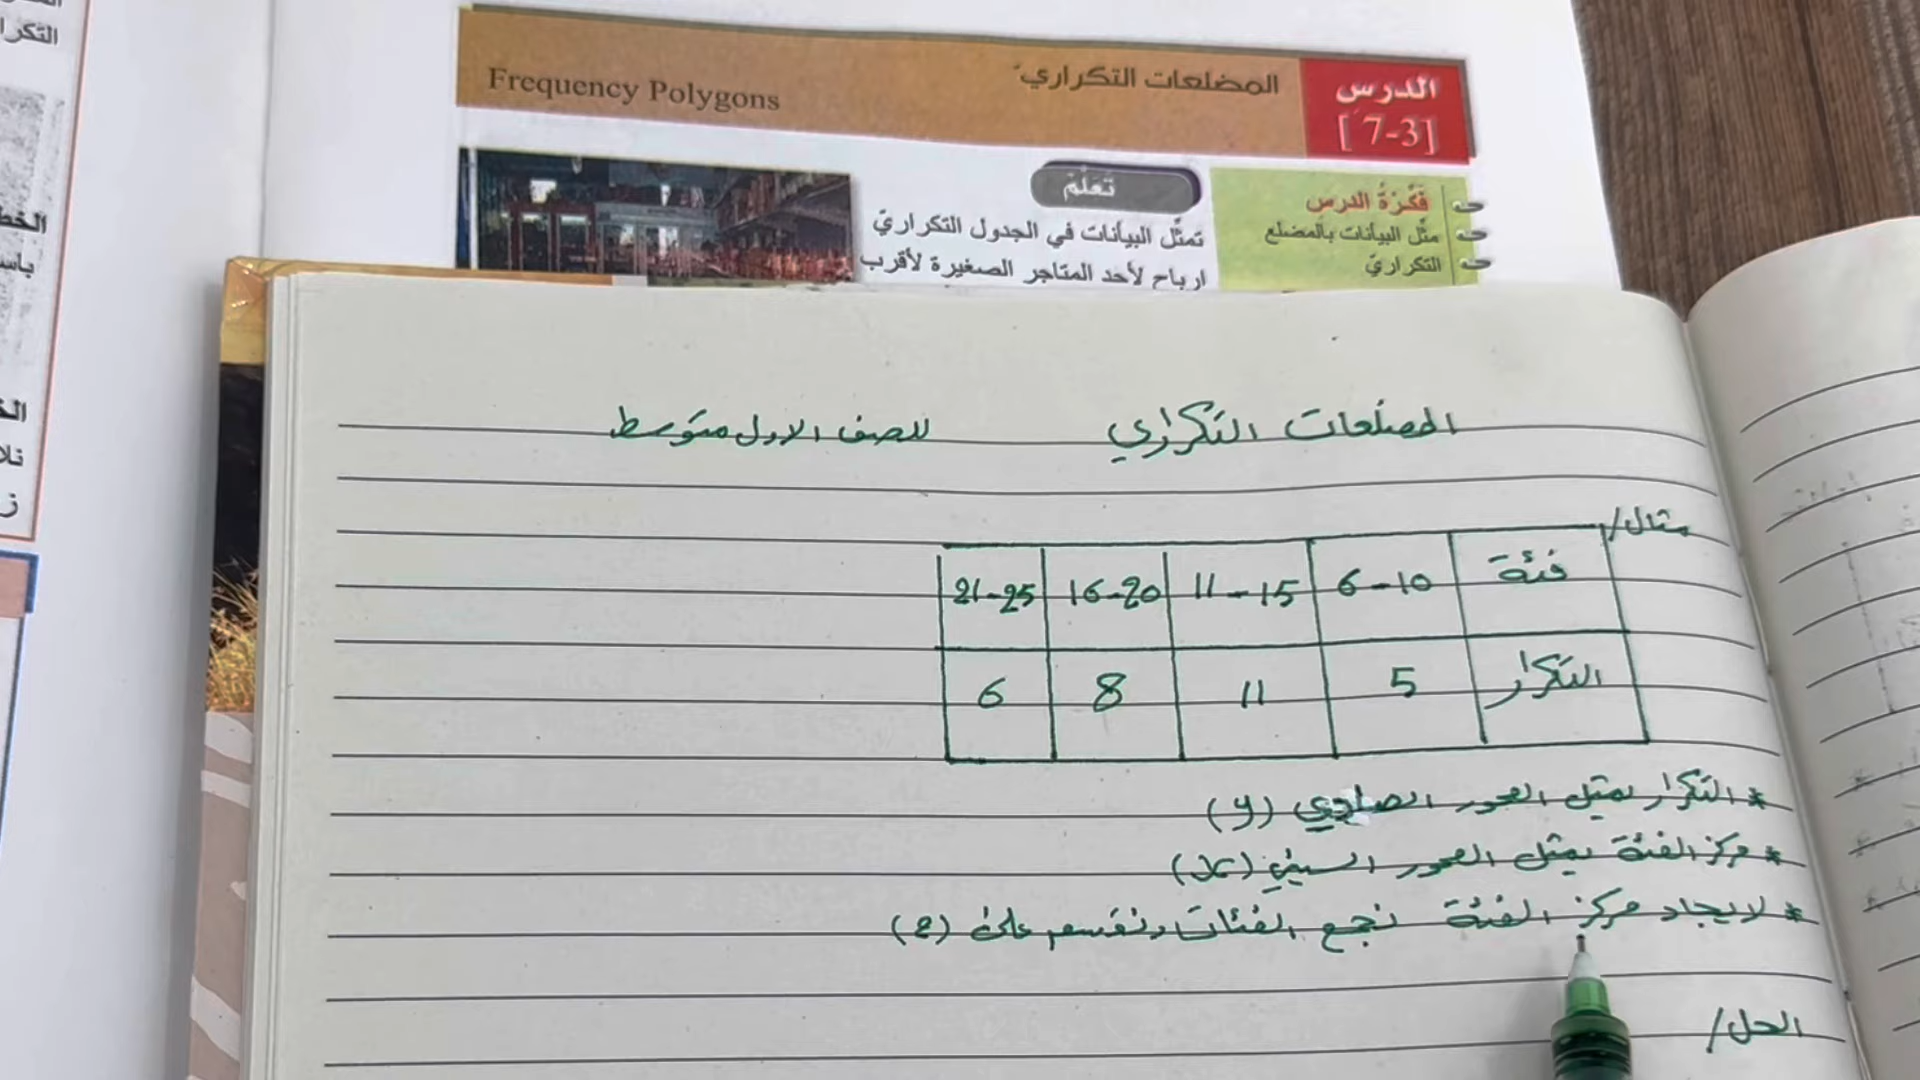 التكرا
الدرس
[7-3]
المضلعات التكراري
Frequency Polygons
فكرة الدرس
مثّل البيانات بالمضلع
التكراريّ
تعلّم
تمثّل البيانات في الجدول التكراريّ
ارباح لأحد المتاجر الصغيرة لأقرب
المضلعات التكراري للصف الاول متوسط
مثال/
فئة 6-10 11-15 16-20 21-25
التكرار 5 11 8 6
* التكرار يمثل المحور الصادي (y)
* مركز الفئة يمثل المحور السيني (x)
* لايجاد مركز الفئة نجمع الفئات ونقسم على (2)
الحل/